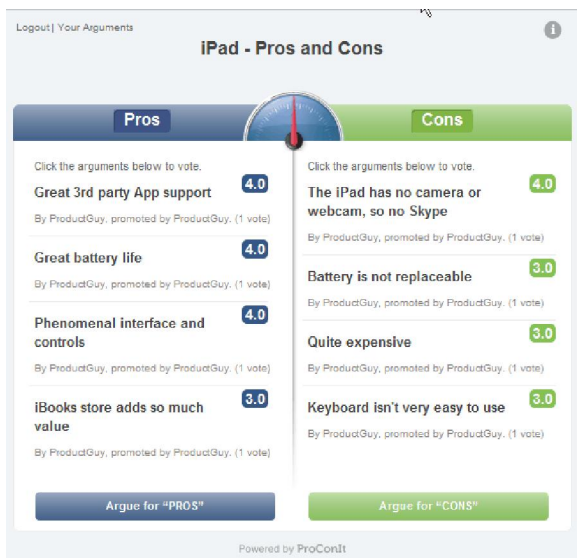 Logout | Your Arguments
iPad - Pros and Cons
Pros
Cons
Click the arguments below to vote.
Great 3rd party App support
4.0
By ProductGuy, promoted by ProductGuy. (1 vote)
Great battery life
4.0
By ProductGuy, promoted by ProductGuy. (1 vote)
Phenomenal interface and
controls
4.0
By ProductGuy, promoted by ProductGuy. (1 vote)
iBooks store adds so much
value
3.0
By ProductGuy, promoted by ProductGuy. (1 vote)
Argue for “PROS”
Click the arguments below to vote.
The iPad has no camera or
webcam, so no Skype
4.0
By ProductGuy, promoted by ProductGuy. (1 vote)
Battery is not replaceable
3.0
By ProductGuy, promoted by ProductGuy. (1 vote)
Quite expensive
3.0
By ProductGuy, promoted by ProductGuy. (1 vote)
Keyboard isn't very easy to use
3.0
By ProductGuy, promoted by ProductGuy. (1 vote)
Argue for “CONS”
Powered by ProConIt